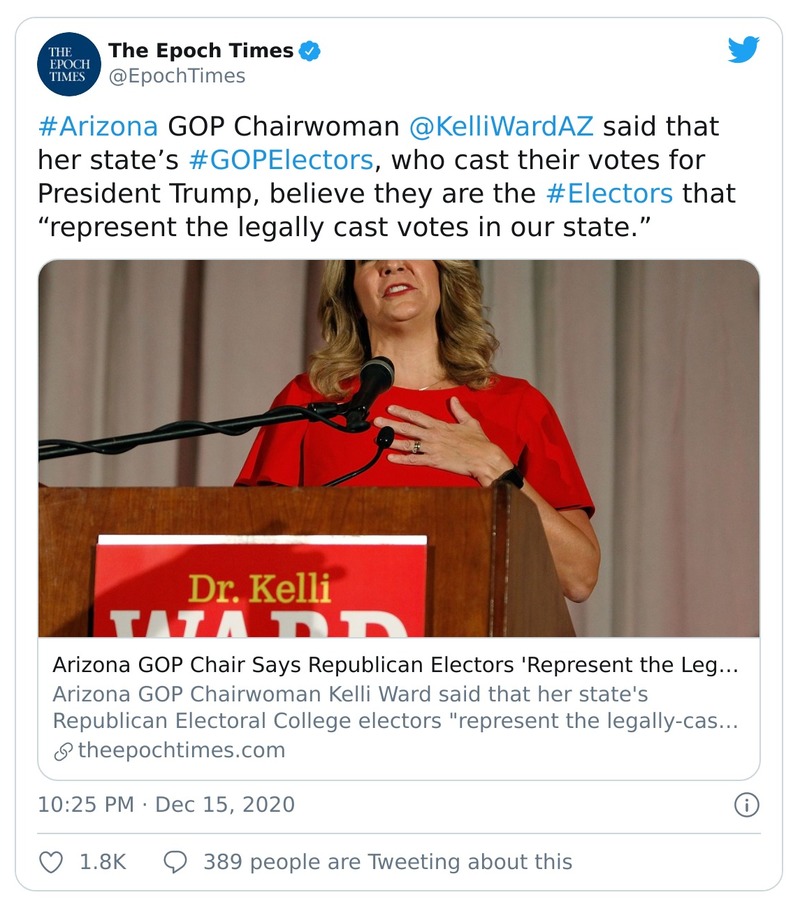 THE
EPOCH
TIMES
The Epoch Times
@EpochTimes
#Arizona GOP Chairwoman @KelliWardAZ said that
her state’s #GOPElectors, who cast their votes for
President Trump, believe they are the #Electors that
“represent the legally cast votes in our state.”
Dr. Kelli
WARD
Arizona GOP Chair Says Republican Electors 'Represent the Leg…
Arizona GOP Chairwoman Kelli Ward said that her state's
Republican Electoral College electors "represent the legally-cas…
theepochtimes.com
10:25 PM · Dec 15, 2020
1.8K
389 people are Tweeting about this